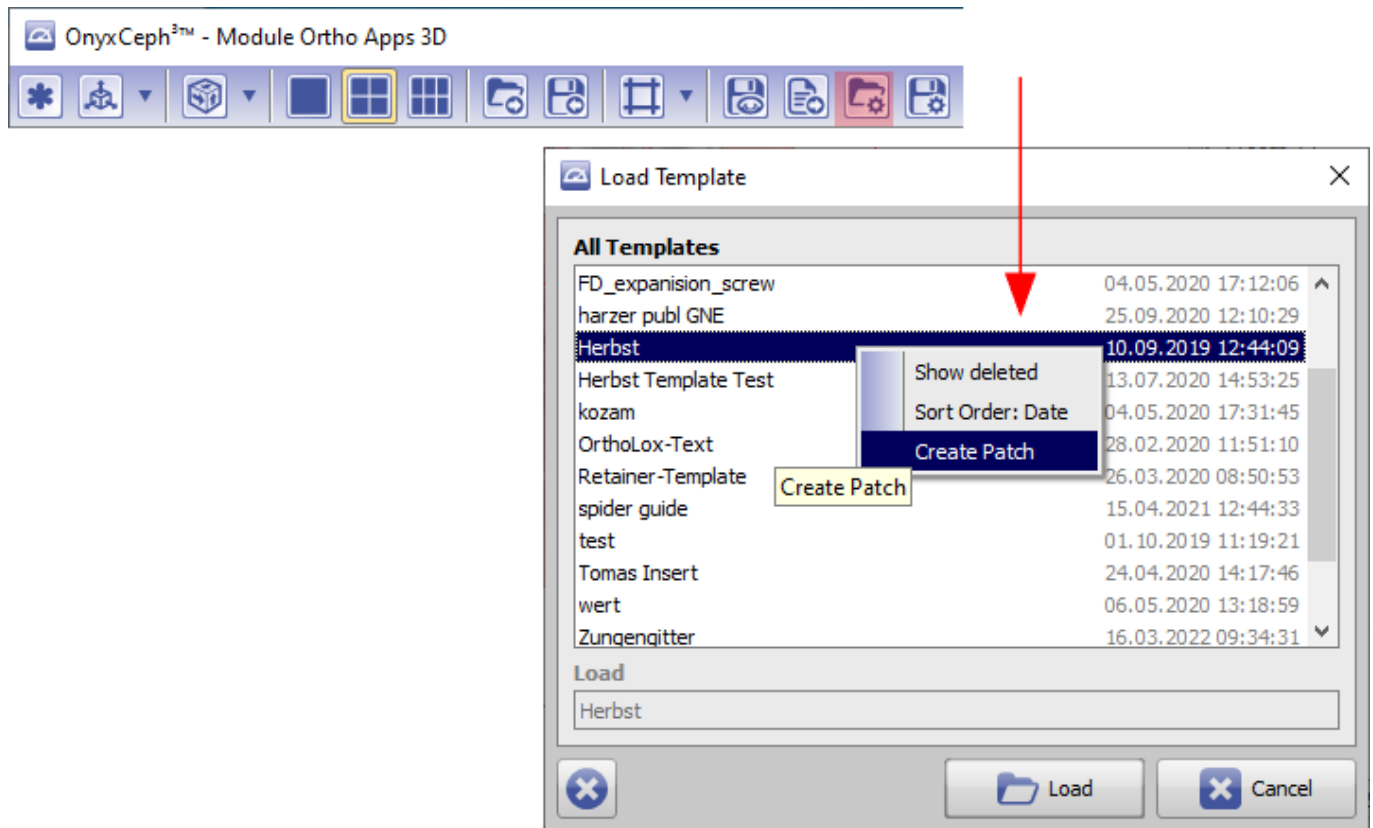 OnyxCeph³™ - Module Ortho Apps 3D
Load Template
All Templates
FD_expanision_screw 04.05.2020 17:12:06
harzer publ GNE 25.09.2020 12:10:29
Herbst 10.09.2019 12:44:09
Herbst Template Test 13.07.2020 14:53:25
kozam 04.05.2020 17:31:45
OrthoLox-Text 28.02.2020 11:51:10
Retainer-Template 26.03.2020 08:50:53
spider guide 15.04.2021 12:44:33
test 01.10.2019 11:19:21
Tomas Insert 24.04.2020 14:17:46
wert 06.05.2020 13:18:59
Zungengitter 16.03.2022 09:34:31
Show deleted
Sort Order: Date
Create Patch
Create Patch
Load
Herbst
Load Cancel